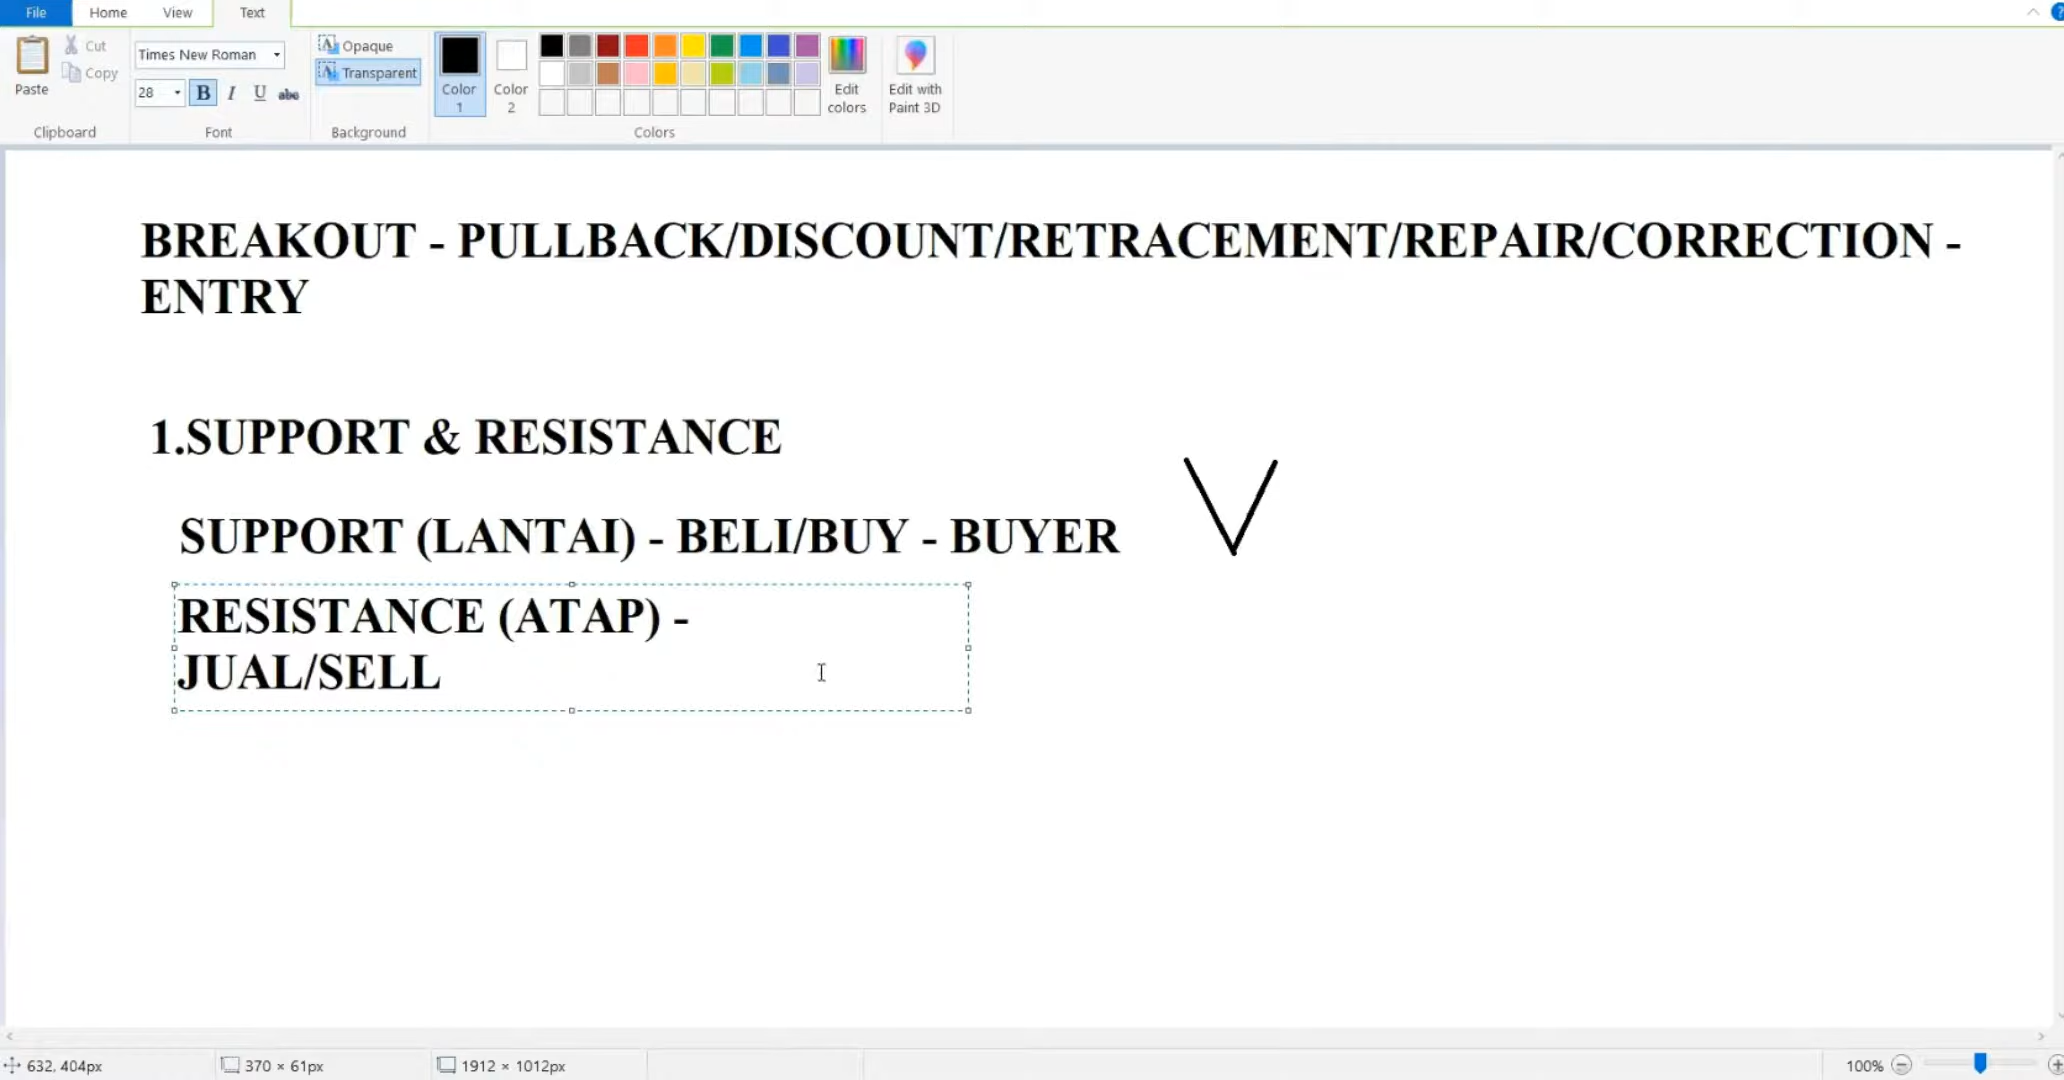 File Home View Text
Paste
Cut
Copy
Clipboard
Times New Roman
28 B I U abc
Font
Opaque
Transparent
Background
Color 1
Color 2
Edit colors
Edit with Paint 3D
Colors
BREAKOUT - PULLBACK/DISCOUNT/RETRACEMENT/REPAIR/CORRECTION -
ENTRY
1.SUPPORT & RESISTANCE
SUPPORT (LANTAI) - BELI/BUY - BUYER
RESISTANCE (ATAP) -
JUAL/SELL
632, 404px 370 × 61px 1912 × 1012px 100%